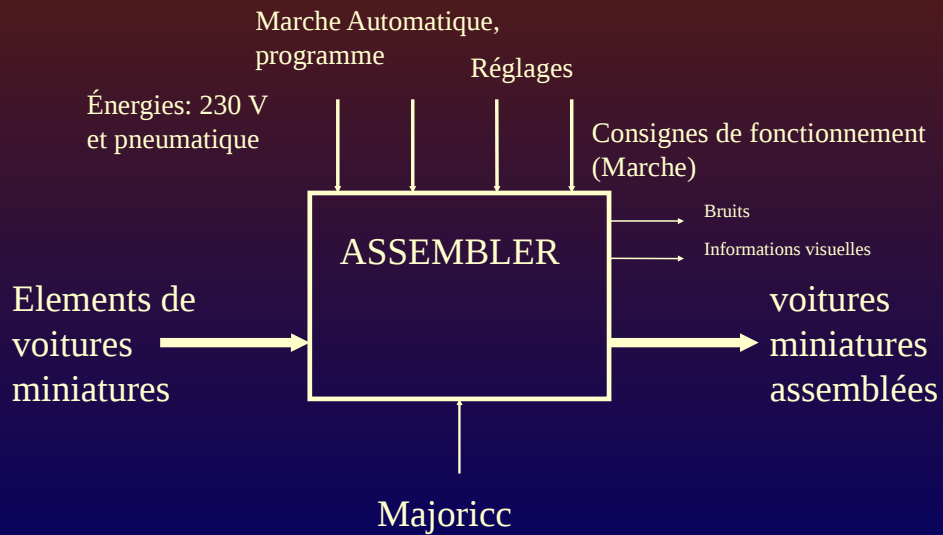 Marche Automatique,
programme
Réglages
Énergies: 230 V
et pneumatique
Consignes de fonctionnement
(Marche)
Bruits
ASSEMBLER
Informations visuelles
Elements de
voitures
miniatures
voitures
miniatures
assemblées
Majoricc